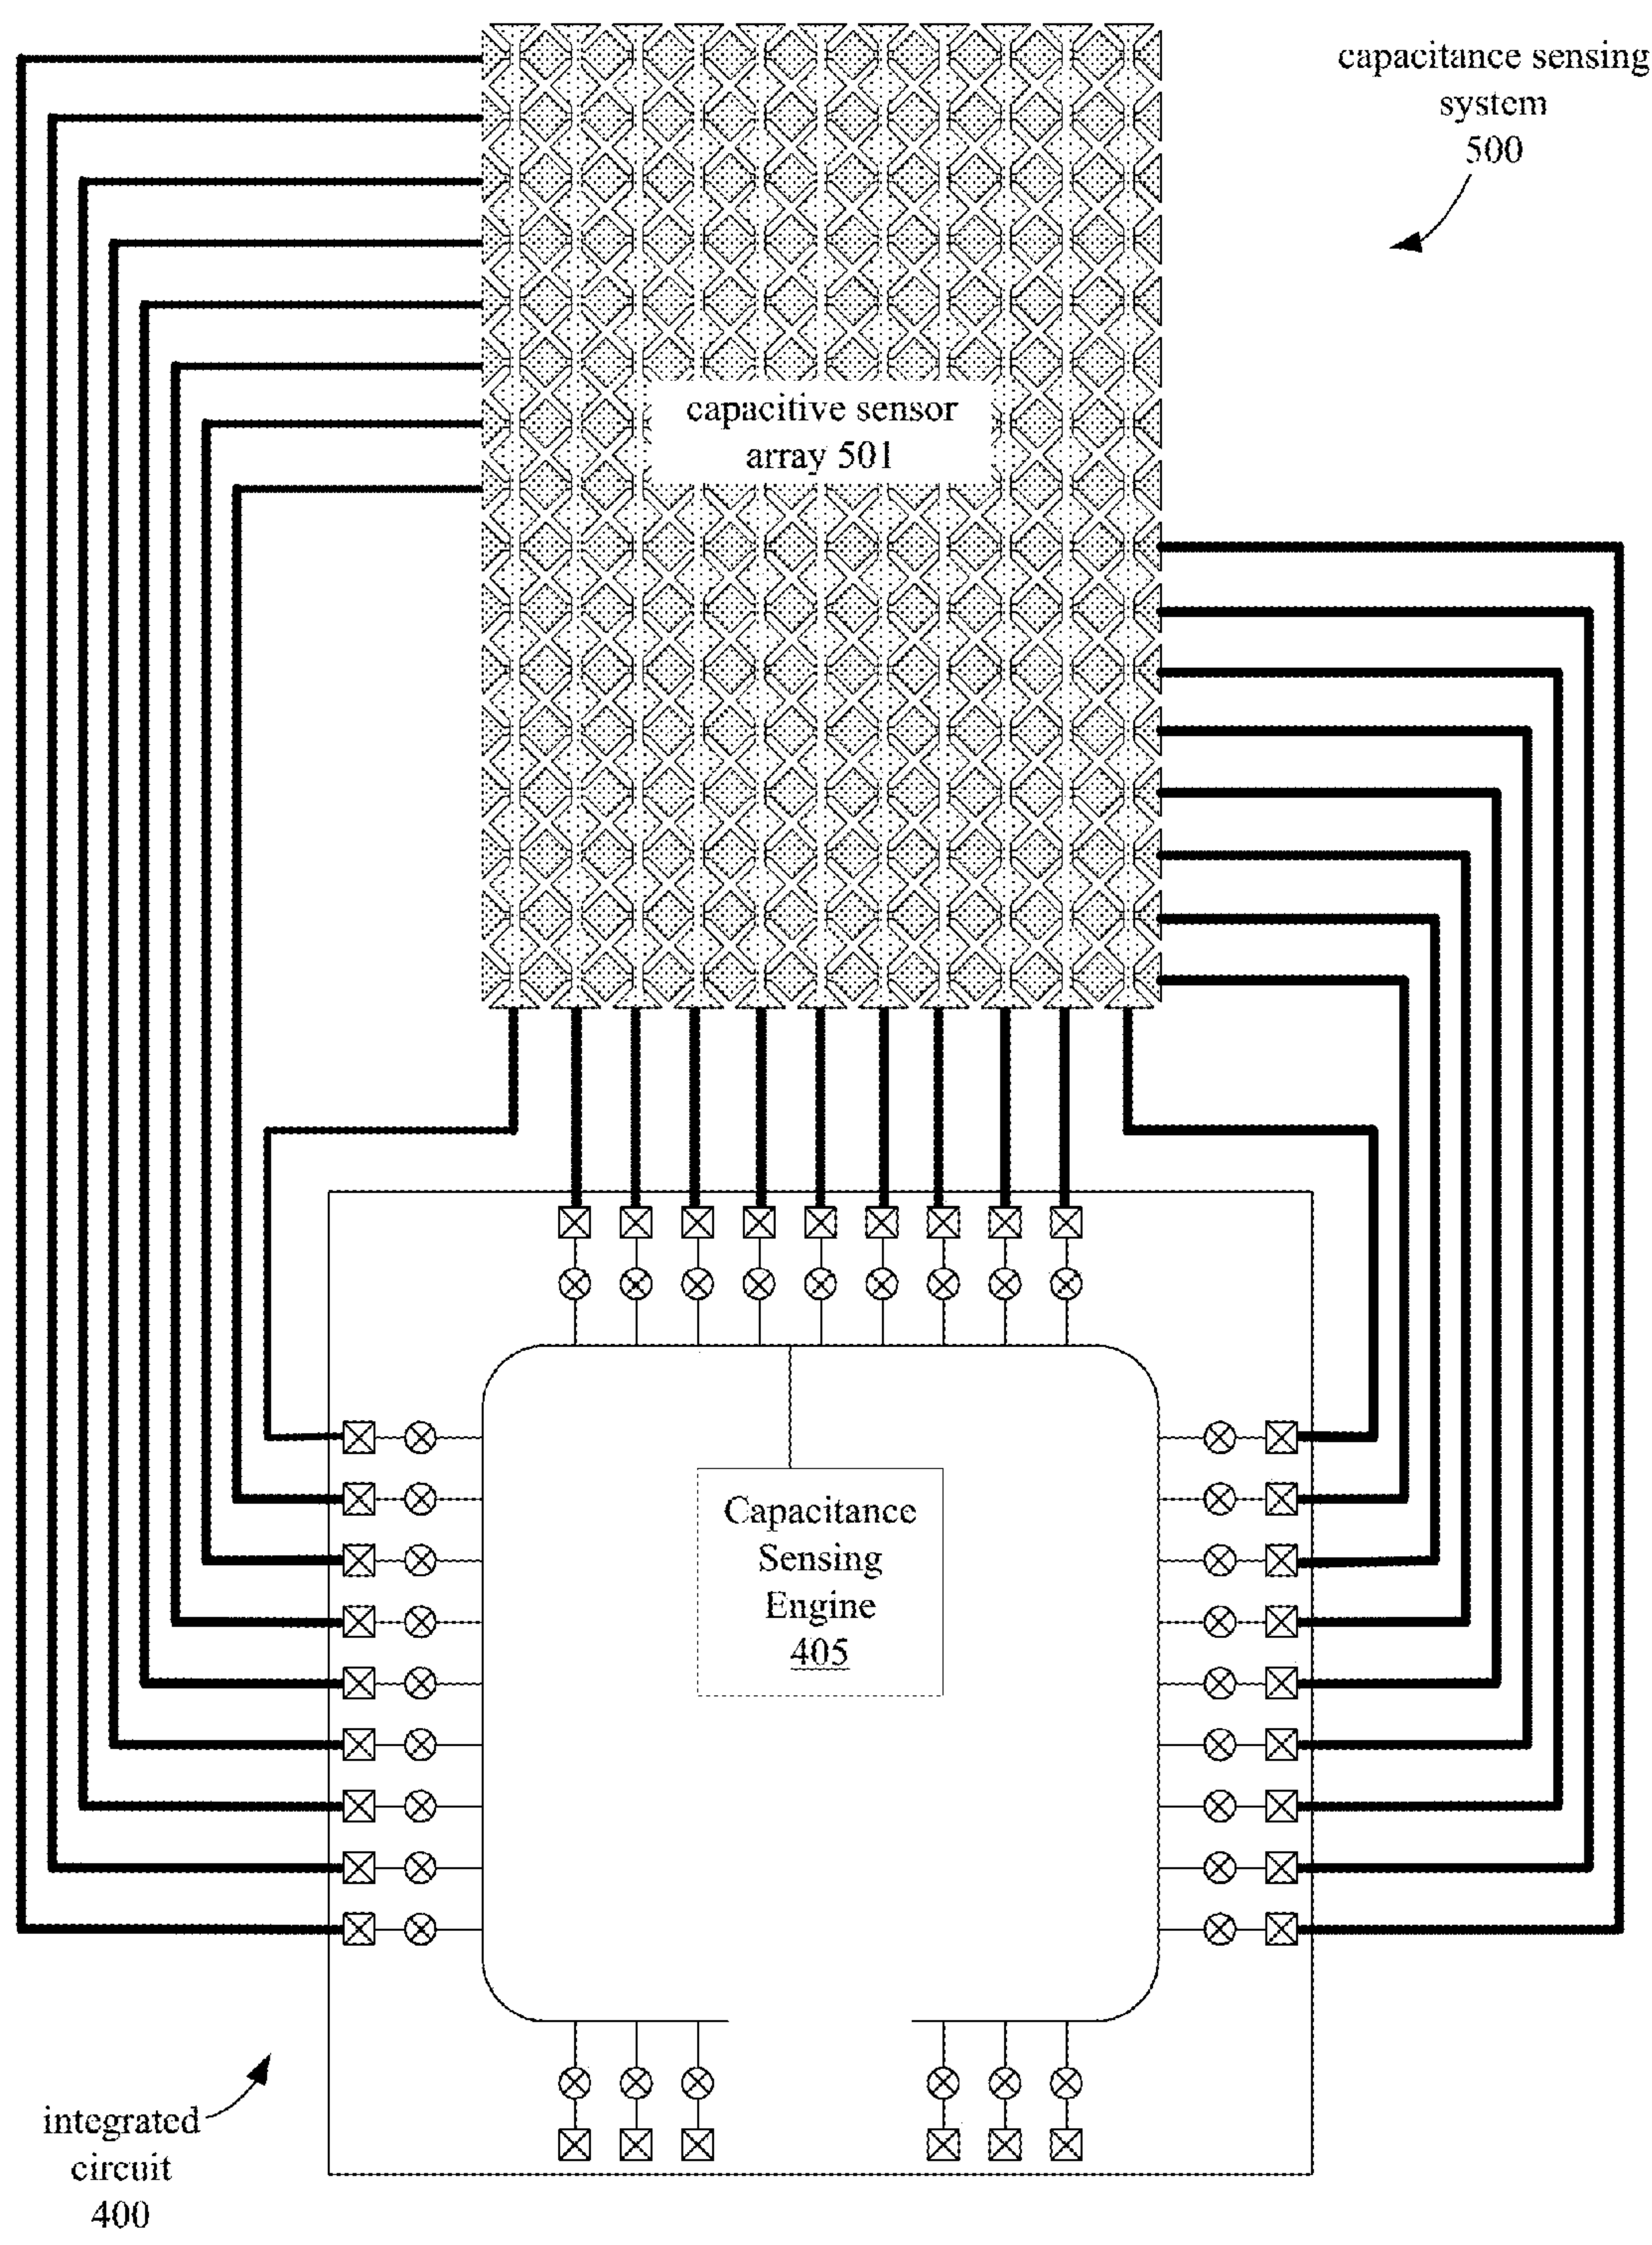 capacitance sensing
system
500
capacitive sensor
array 501
Capacitance
Sensing
Engine
405
integrated
circuit
400